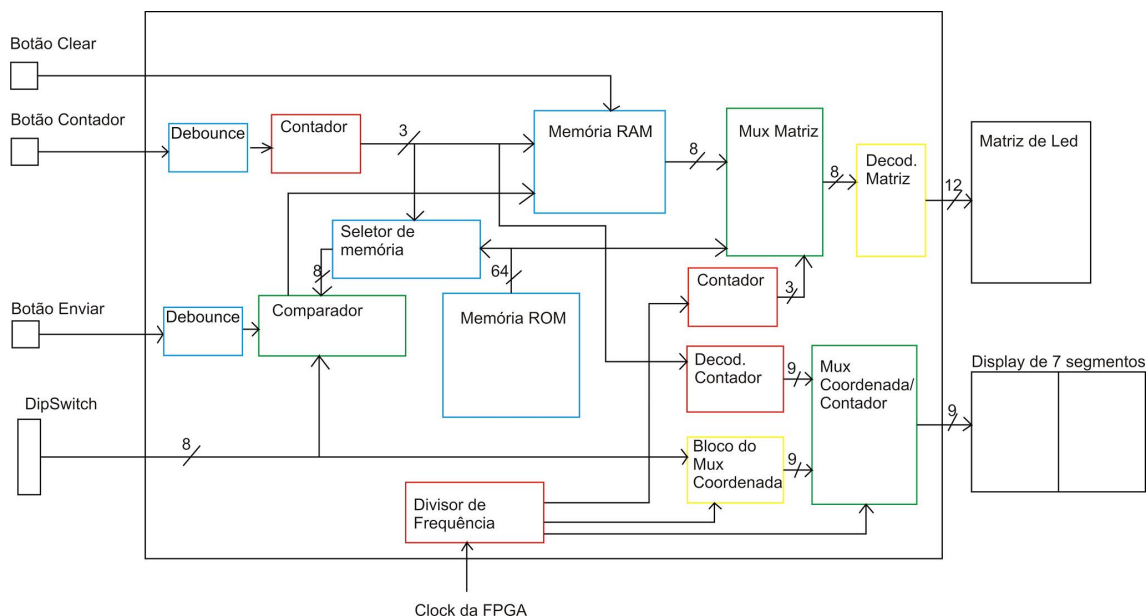 Botão Clear
Botão Contador
Debounce
Contador
3
Memória RAM
8
Mux Matriz
8
Decod.
Matriz
12
Matriz de Led
Seletor de
memória
8
64
Contador
3
Botão Enviar
Debounce
Comparador
Memória ROM
Decod.
Contador
9
Mux
Coordenada/
Contador
9
Display de 7 segmentos
DipSwitch
8
Bloco do
Mux
Coordenada
9
Divisor de
Frequência
Clock da FPGA